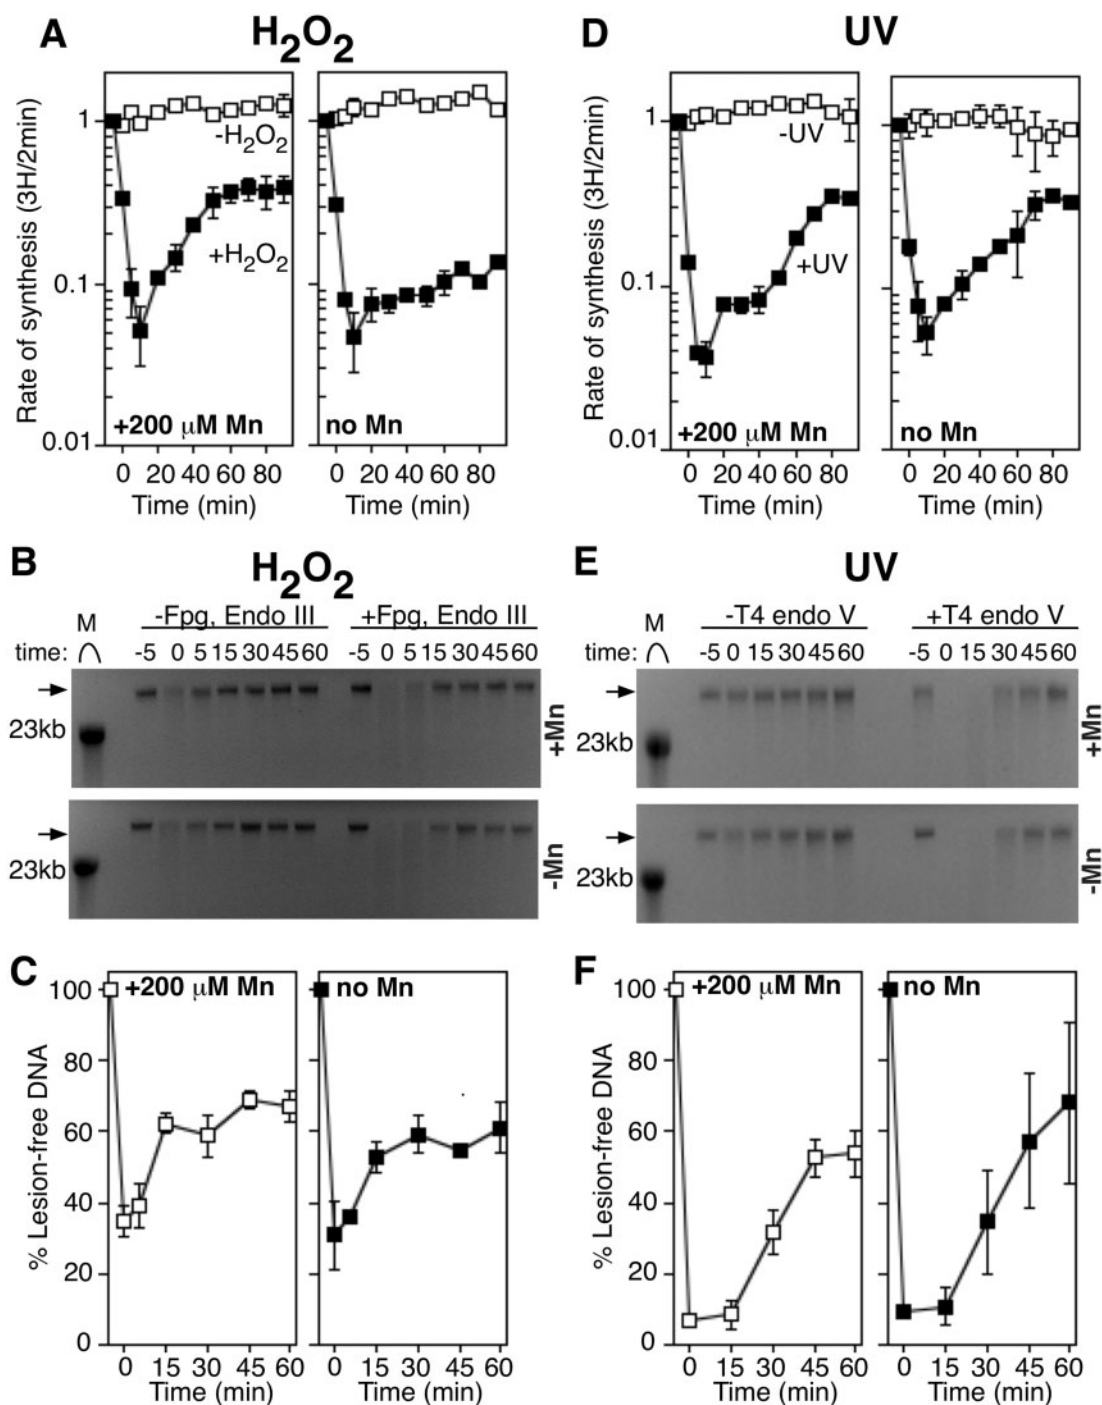 A
H2O2
D
UV
Rate of synthesis (3H/2min)
1
0.1
0.01
-H2O2
+H2O2
+200 μM Mn
no Mn
0 20 40 60 80
0 20 40 60 80
Time (min)
Time (min)
Rate of synthesis (3H/2min)
1
0.1
0.01
-UV
+UV
+200 μM Mn
no Mn
0 20 40 60 80
0 20 40 60 80
Time (min)
Time (min)
B
H2O2
M
-Fpg, Endo III
+Fpg, Endo III
time:
-5 0 5 15 30 45 60
-5 0 5 15 30 45 60
23kb
+Mn
23kb
-Mn
E
UV
M
-T4 endo V
+T4 endo V
time:
-5 0 15 30 45 60
-5 0 15 30 45 60
23kb
+Mn
23kb
-Mn
C
% Lesion-free DNA
100
80
60
40
20
0
+200 μM Mn
no Mn
0 15 30 45 60
0 15 30 45 60
Time (min)
Time (min)
F
% Lesion-free DNA
100
80
60
40
20
0
+200 μM Mn
no Mn
0 15 30 45 60
0 15 30 45 60
Time (min)
Time (min)